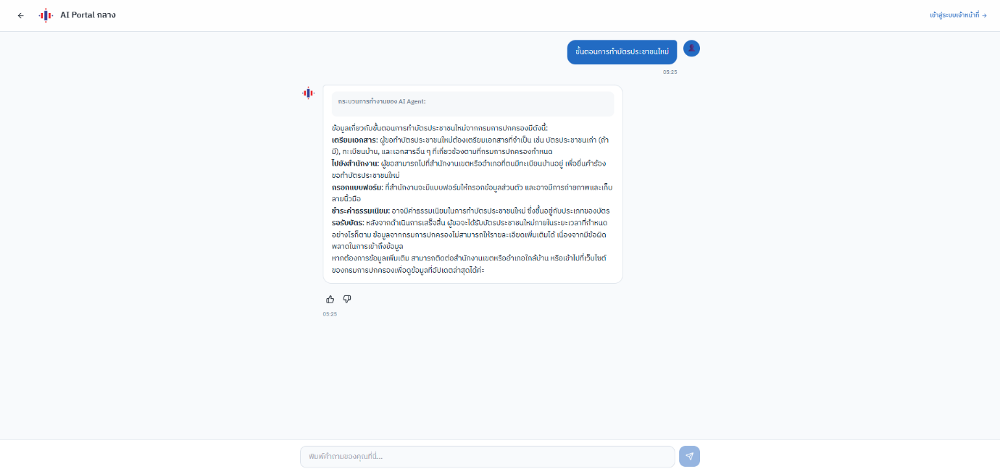 AI Portal กลาง
เข้าสู่ระบบเจ้าหน้าที่ →
ขั้นตอนการทำบัตรประชาชนใหม่
05:25
กระบวนการทำงานของ AI Agent:
ข้อมูลเกี่ยวกับขั้นตอนการทำบัตรประชาชนใหม่จากกรมการปกครองมีดังนี้:
เตรียมเอกสาร: ผู้ขอทำบัตรประชาชนใหม่ต้องเตรียมเอกสารที่จำเป็น เช่น บัตรประชาชนเก่า (ถ้า
มี), ทะเบียนบ้าน, และเอกสารอื่น ๆ ที่เกี่ยวข้องตามที่กรมการปกครองกำหนด
ไปยังสำนักงาน: ผู้ขอสามารถไปที่สำนักงานเขตหรืออำเภอที่ตนมีทะเบียนบ้านอยู่ เพื่อยื่นคำร้อง
ขอทำบัตรประชาชนใหม่
กรอกแบบฟอร์ม: ที่สำนักงานจะมีแบบฟอร์มให้กรอกข้อมูลส่วนตัว และอาจมีการถ่ายภาพและเก็บ
ลายนิ้วมือ
ชำระค่าธรรมเนียม: อาจมีค่าธรรมเนียมในการทำบัตรประชาชนใหม่ ซึ่งขึ้นอยู่กับประเภทของบัตร
รอรับบัตร: หลังจากดำเนินการเสร็จสิ้น ผู้ขอจะได้รับบัตรประชาชนใหม่ภายในระยะเวลาที่กำหนด
อย่างไรก็ตาม ข้อมูลจากกรมการปกครองไม่สามารถให้รายละเอียดเพิ่มเติมได้ เนื่องจากมีข้อผิด
พลาดในการเข้าถึงข้อมูล
หากต้องการข้อมูลเพิ่มเติม สามารถติดต่อสำนักงานเขตหรืออำเภอใกล้บ้าน หรือเข้าไปที่เว็บไซต์
ของกรมการปกครองเพื่อดูข้อมูลที่อัปเดตล่าสุดได้ค่ะ
05:25
พิมพ์คำถามของคุณที่นี่...